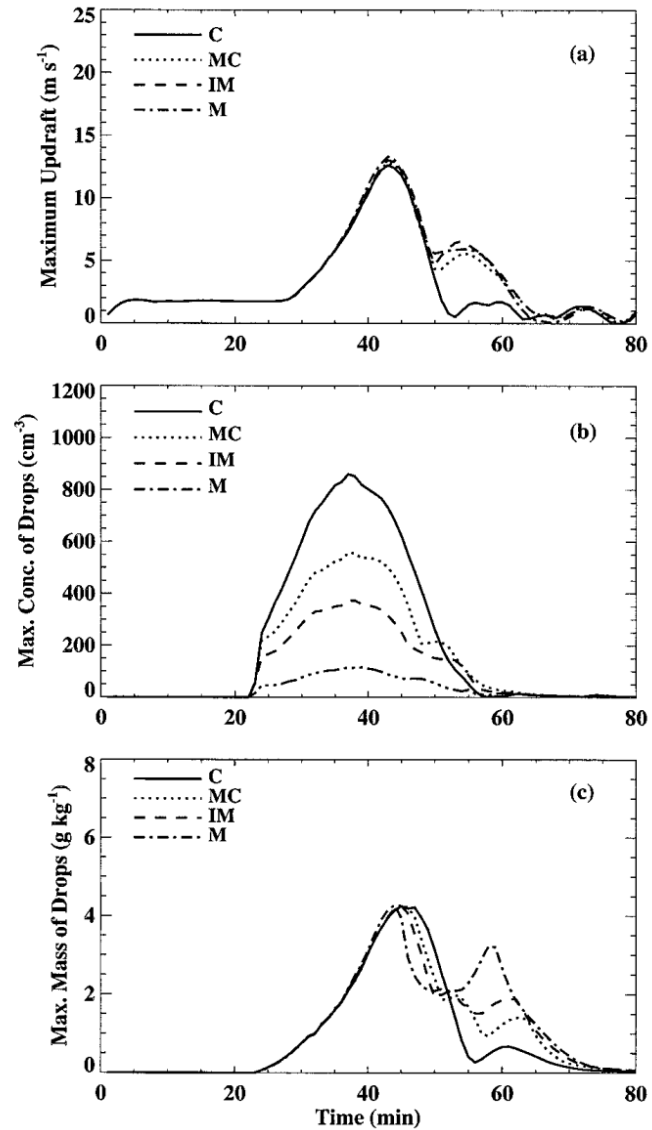 25
20
15
10
5
0
Maximum Updraft (m s⁻¹)
C
MC
IM
M
(a)
0 20 40 60 80
1200
1000
800
600
400
200
0
Max. Conc. of Drops (cm⁻³)
C
MC
IM
M
(b)
0 20 40 60 80
8
6
4
2
0
Max. Mass of Drops (g kg⁻¹)
C
MC
IM
M
(c)
0 20 40 60 80
Time (min)